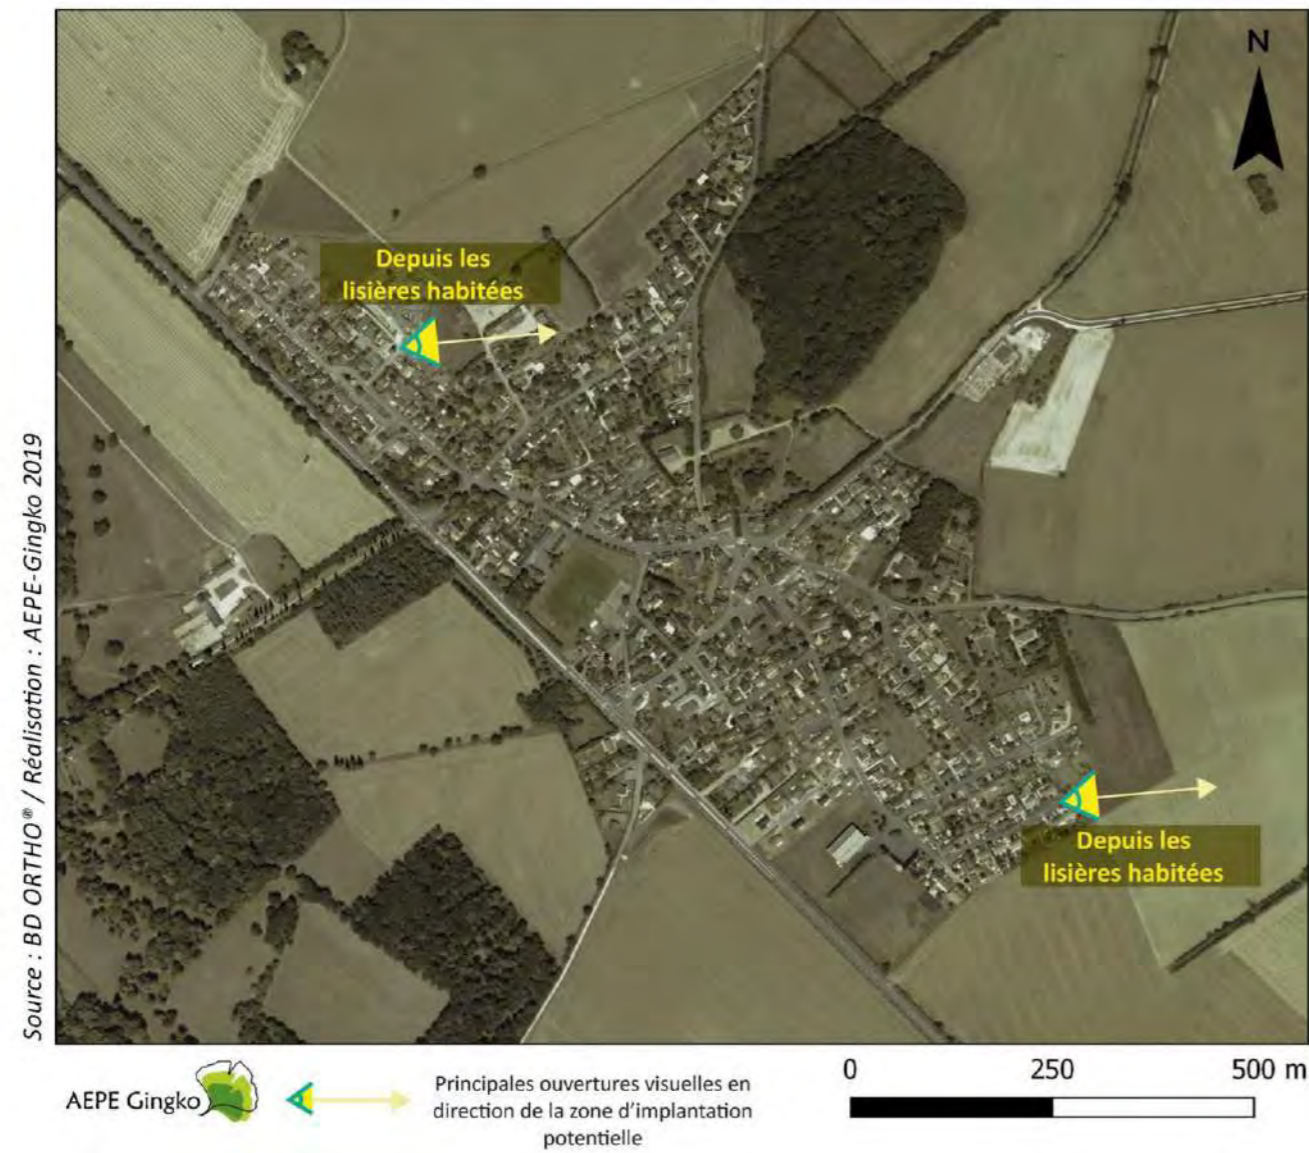 N
Depuis les
lisières habitées
Depuis les
lisières habitées
Source : BD ORTHO® / Réalisation : AEPE-Gingko 2019
AEPE Gingko
Principales ouvertures visuelles en
direction de la zone d'implantation
potentielle
0 250 500 m